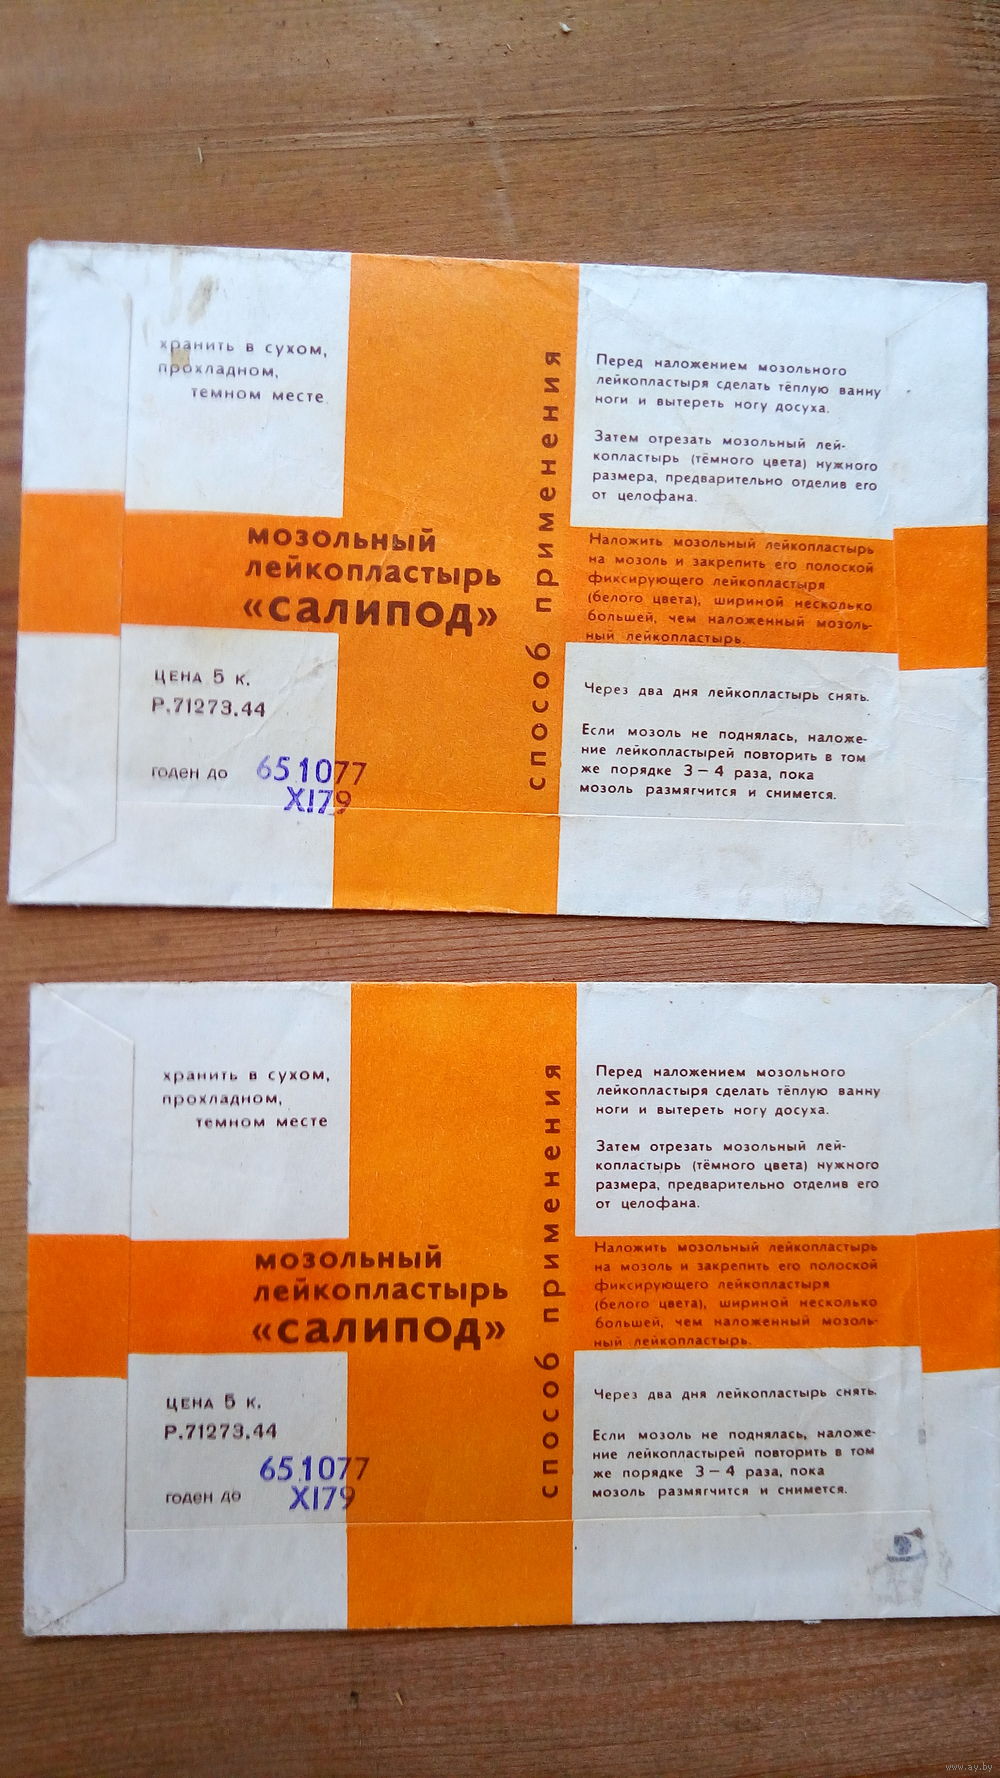 хранить в сухом,
прохладном,
темном месте
мозольный
лейкопластырь
«салипод»
ЦЕНА 5 к.
Р.71273.44
годен до 651077
XI79
способ применения
Перед наложением мозольного
лейкопластыря сделать тёплую ванну
ноги и вытереть ногу досуха.
Затем отрезать мозольный лей-
копластырь (тёмного цвета) нужного
размера, предварительно отделив его
от целофана.
Наложить мозольный лейкопластырь
на мозоль и закрепить его полоской
фиксирующего лейкопластыря
(белого цвета), шириной несколько
большей, чем наложенный мозоль-
ный лейкопластырь.
Через два дня лейкопластырь снять.
Если мозоль не поднялась, наложе-
ние лейкопластырей повторить в том
же порядке 3 — 4 раза, пока
мозоль размягчится и снимется.
хранить в сухом,
прохладном,
темном месте
мозольный
лейкопластырь
«салипод»
ЦЕНА 5 к.
Р.71273.44
651077
годен до XI79
способ применения
Перед наложением мозольного
лейкопластыря сделать тёплую ванну
ноги и вытереть ногу досуха.
Затем отрезать мозольный лей-
копластырь (тёмного цвета) нужного
размера, предварительно отделив его
от целофана.
Наложить мозольный лейкопластырь
на мозоль и закрепить его полоской
фиксирующего лейкопластыря
(белого цвета), шириной несколько
большей, чем наложенный мозоль-
ный лейкопластырь.
Через два дня лейкопластырь снять.
Если мозоль не поднялась, наложе-
ние лейкопластырей повторить в том
же порядке 3 — 4 раза, пока
мозоль размягчится и снимется.
www.ay.by